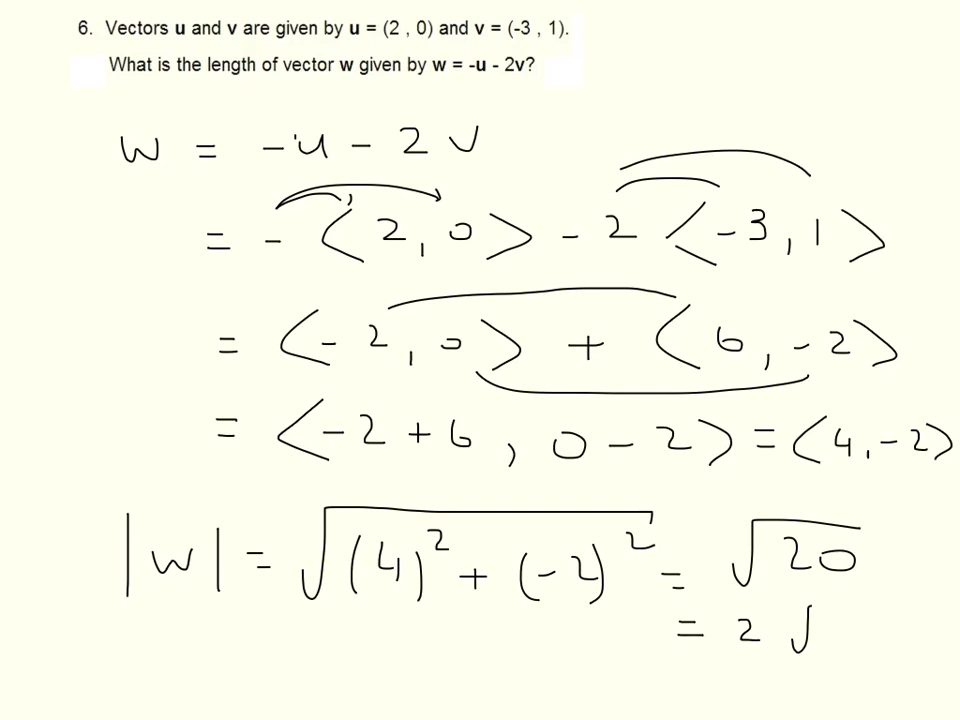 6. Vectors u and v are given by u = (2 , 0) and v = (-3 , 1).
What is the length of vector w given by w = -u - 2v?
w = -u - 2v
= - <2, 0> - 2 <-3, 1>
= <-2, 0> + <6, -2>
= <-2 + 6, 0 - 2> = <4, -2>
|w| = √(4)² + (-2)² = √20
= 2 √